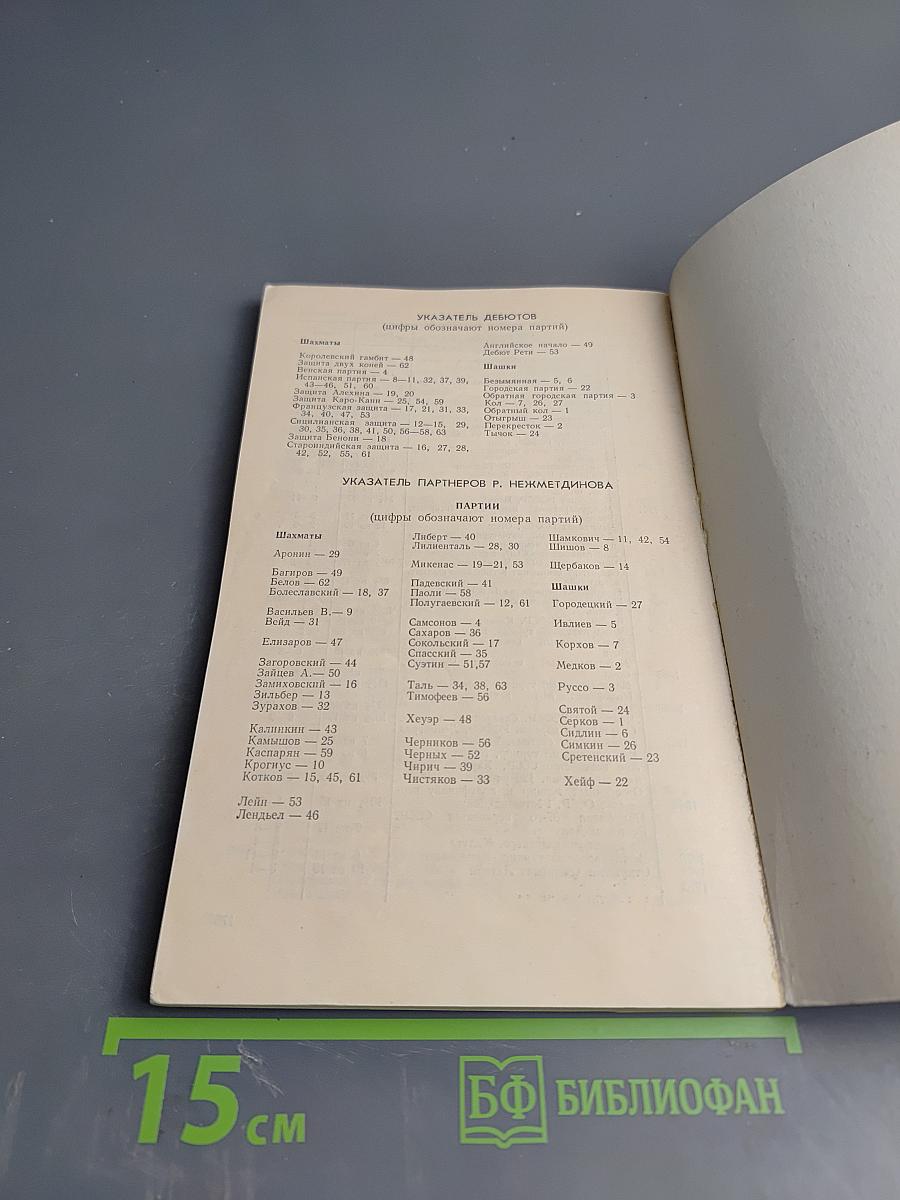 УКАЗАТЕЛЬ ДЕБЮТОВ
(цифры обозначают номера партий)
Шахматы
Королевский гамбит — 48
Защита двух коней — 62
Венская партия — 4
Испанская партия — 8—11, 32, 37, 39,
43—46, 51, 60
Защита Алехина — 19, 20
Защита Каро-Канн — 25, 54, 59
Французская защита — 17, 21, 31, 33,
34, 40, 47, 53
Сицилианская защита — 12—15, 29,
30, 35, 36, 38, 41, 50, 56—58, 63
Защита Бенони — 18
Староиндийская защита — 16, 27, 28,
42, 52, 55, 61
Английское начало — 49
Дебют Рети — 53
Шашки
Безымянная — 5, 6
Городская партия — 22
Обратная городская партия — 3
Кол — 7, 26, 27
Обратный кол — 1
Отыгрыш — 23
Перекресток — 2
Тычок — 24
УКАЗАТЕЛЬ ПАРТНЕРОВ Р. НЕЖМЕТДИНОВА
ПАРТИИ
(цифры обозначают номера партий)
Шахматы
Аронин — 29
Багиров — 49
Белов — 62
Болеславский — 18, 37
Васильев В.— 9
Вейд — 31
Елизаров — 47
Загоровский — 44
Зайцев А.— 50
Замиховский — 16
Зильбер — 13
Зурахов — 32
Калинкин — 43
Камышов — 25
Каспарян — 59
Крогиус — 10
Котков — 15, 45, 61
Лейн — 53
Лендьел — 46
Либерт — 40
Лилиенталь — 28, 30
Микенас — 19—21, 53
Падевский — 41
Паоли — 58
Полугаевский — 12, 61
Самсонов — 4
Сахаров — 36
Сокольский — 17
Спасский — 35
Суэтин — 51,57
Таль — 34, 38, 63
Тимофеев — 56
Хеуэр — 48
Черников — 56
Черных — 52
Чирич — 39
Чистяков — 33
Шамкович — 11, 42, 54
Шишов — 8
Щербаков — 14
Шашки
Городецкий — 27
Ивлиев — 5
Корхов — 7
Медков — 2
Руссо — 3
Святой — 24
Серков — 1
Сидлин — 6
Симкин — 26
Сретенский — 23
Хейф — 22
15 см
БФ БИБЛИОФАН